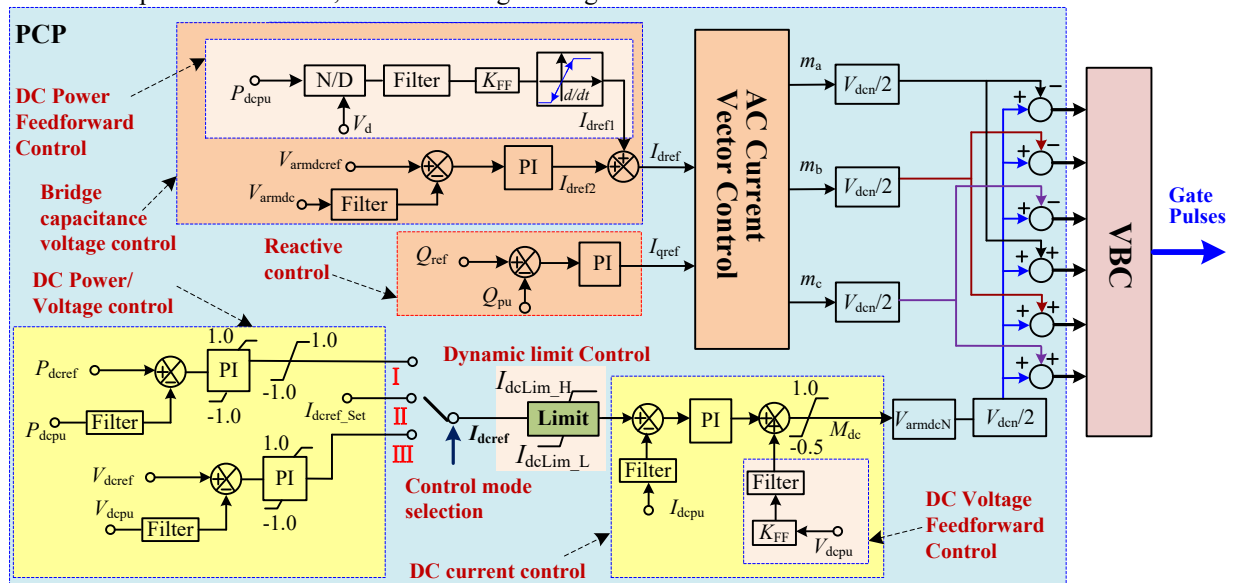 PCP
DC Power
Feedforward
Control
Bridge
capacitance
voltage control
DC Power/
Voltage control
P_dcpu
N/D
Filter
K_FF
d/dt
V_d
I_dref1
V_armdcref
V_armdc
Filter
PI
I_dref2
I_dref
Reactive
control
Q_ref
Q_pu
PI
I_qref
AC Current
Vector Control
m_a
V_dcn/2
m_b
V_dcn/2
m_c
V_dcn/2
+
−
+
−
+
−
+
+
+
+
+
+
VBC
Gate
Pulses
P_dcref
P_dcpu
Filter
1.0
PI
-1.0
1.0
-1.0
V_dcref
V_dcpu
Filter
1.0
PI
-1.0
I_dcref_Set
I
II
III
I_dcref
Control mode
selection
Dynamic limit Control
I_dcLim_H
Limit
I_dcLim_L
PI
Filter
I_dcpu
1.0
-0.5
M_dc
Filter
K_FF
V_dcpu
V_armdcN
V_dcn/2
DC current control
DC Voltage
Feedforward
Control